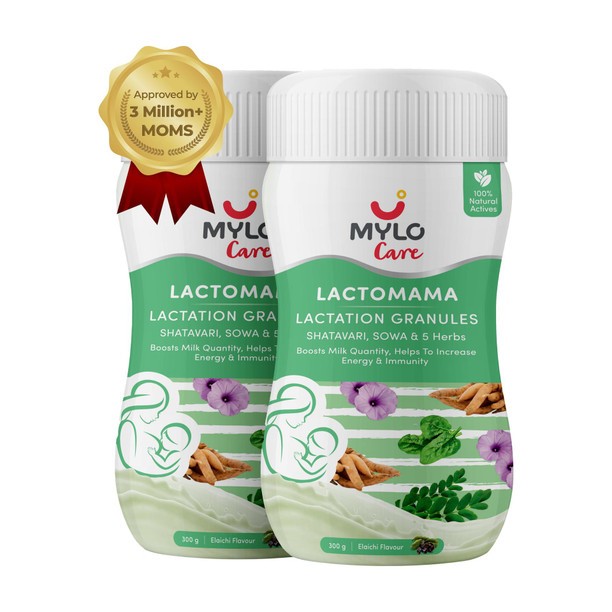 Approved by
3 Million+
MOMS
MYLO
Care
LACTOMAMA
LACTATION GRA
SHATAVARI, SOWA & 5
Boosts Milk Quantity, Helps T
Energy & Immunity
300 g
Elaichi Flavour
100%
Natural
Actives
MYLO
Care
LACTOMAMA
LACTATION GRANULES
SHATAVARI, SOWA & 5 Herbs
Boosts Milk Quantity, Helps To Increase
Energy & Immunity
300 g
Elaichi Flavour